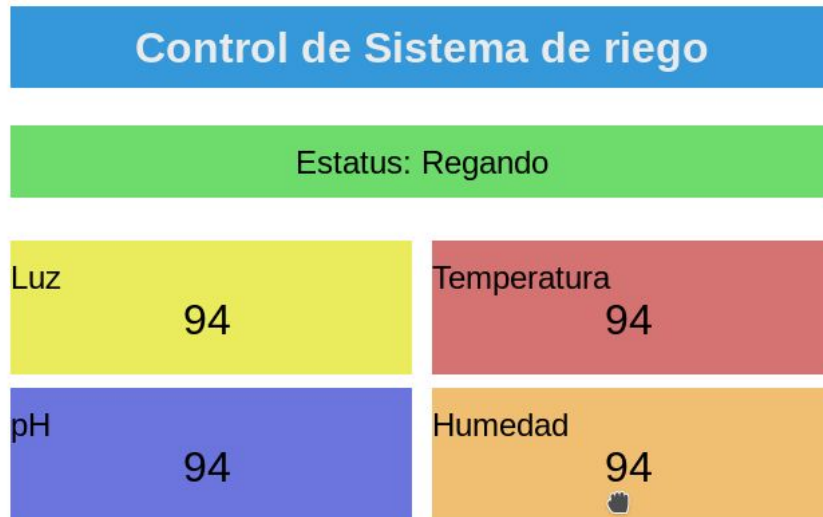 Control de Sistema de riego
Estatus: Regando
Luz
94
Temperatura
94
pH
94
Humedad
94